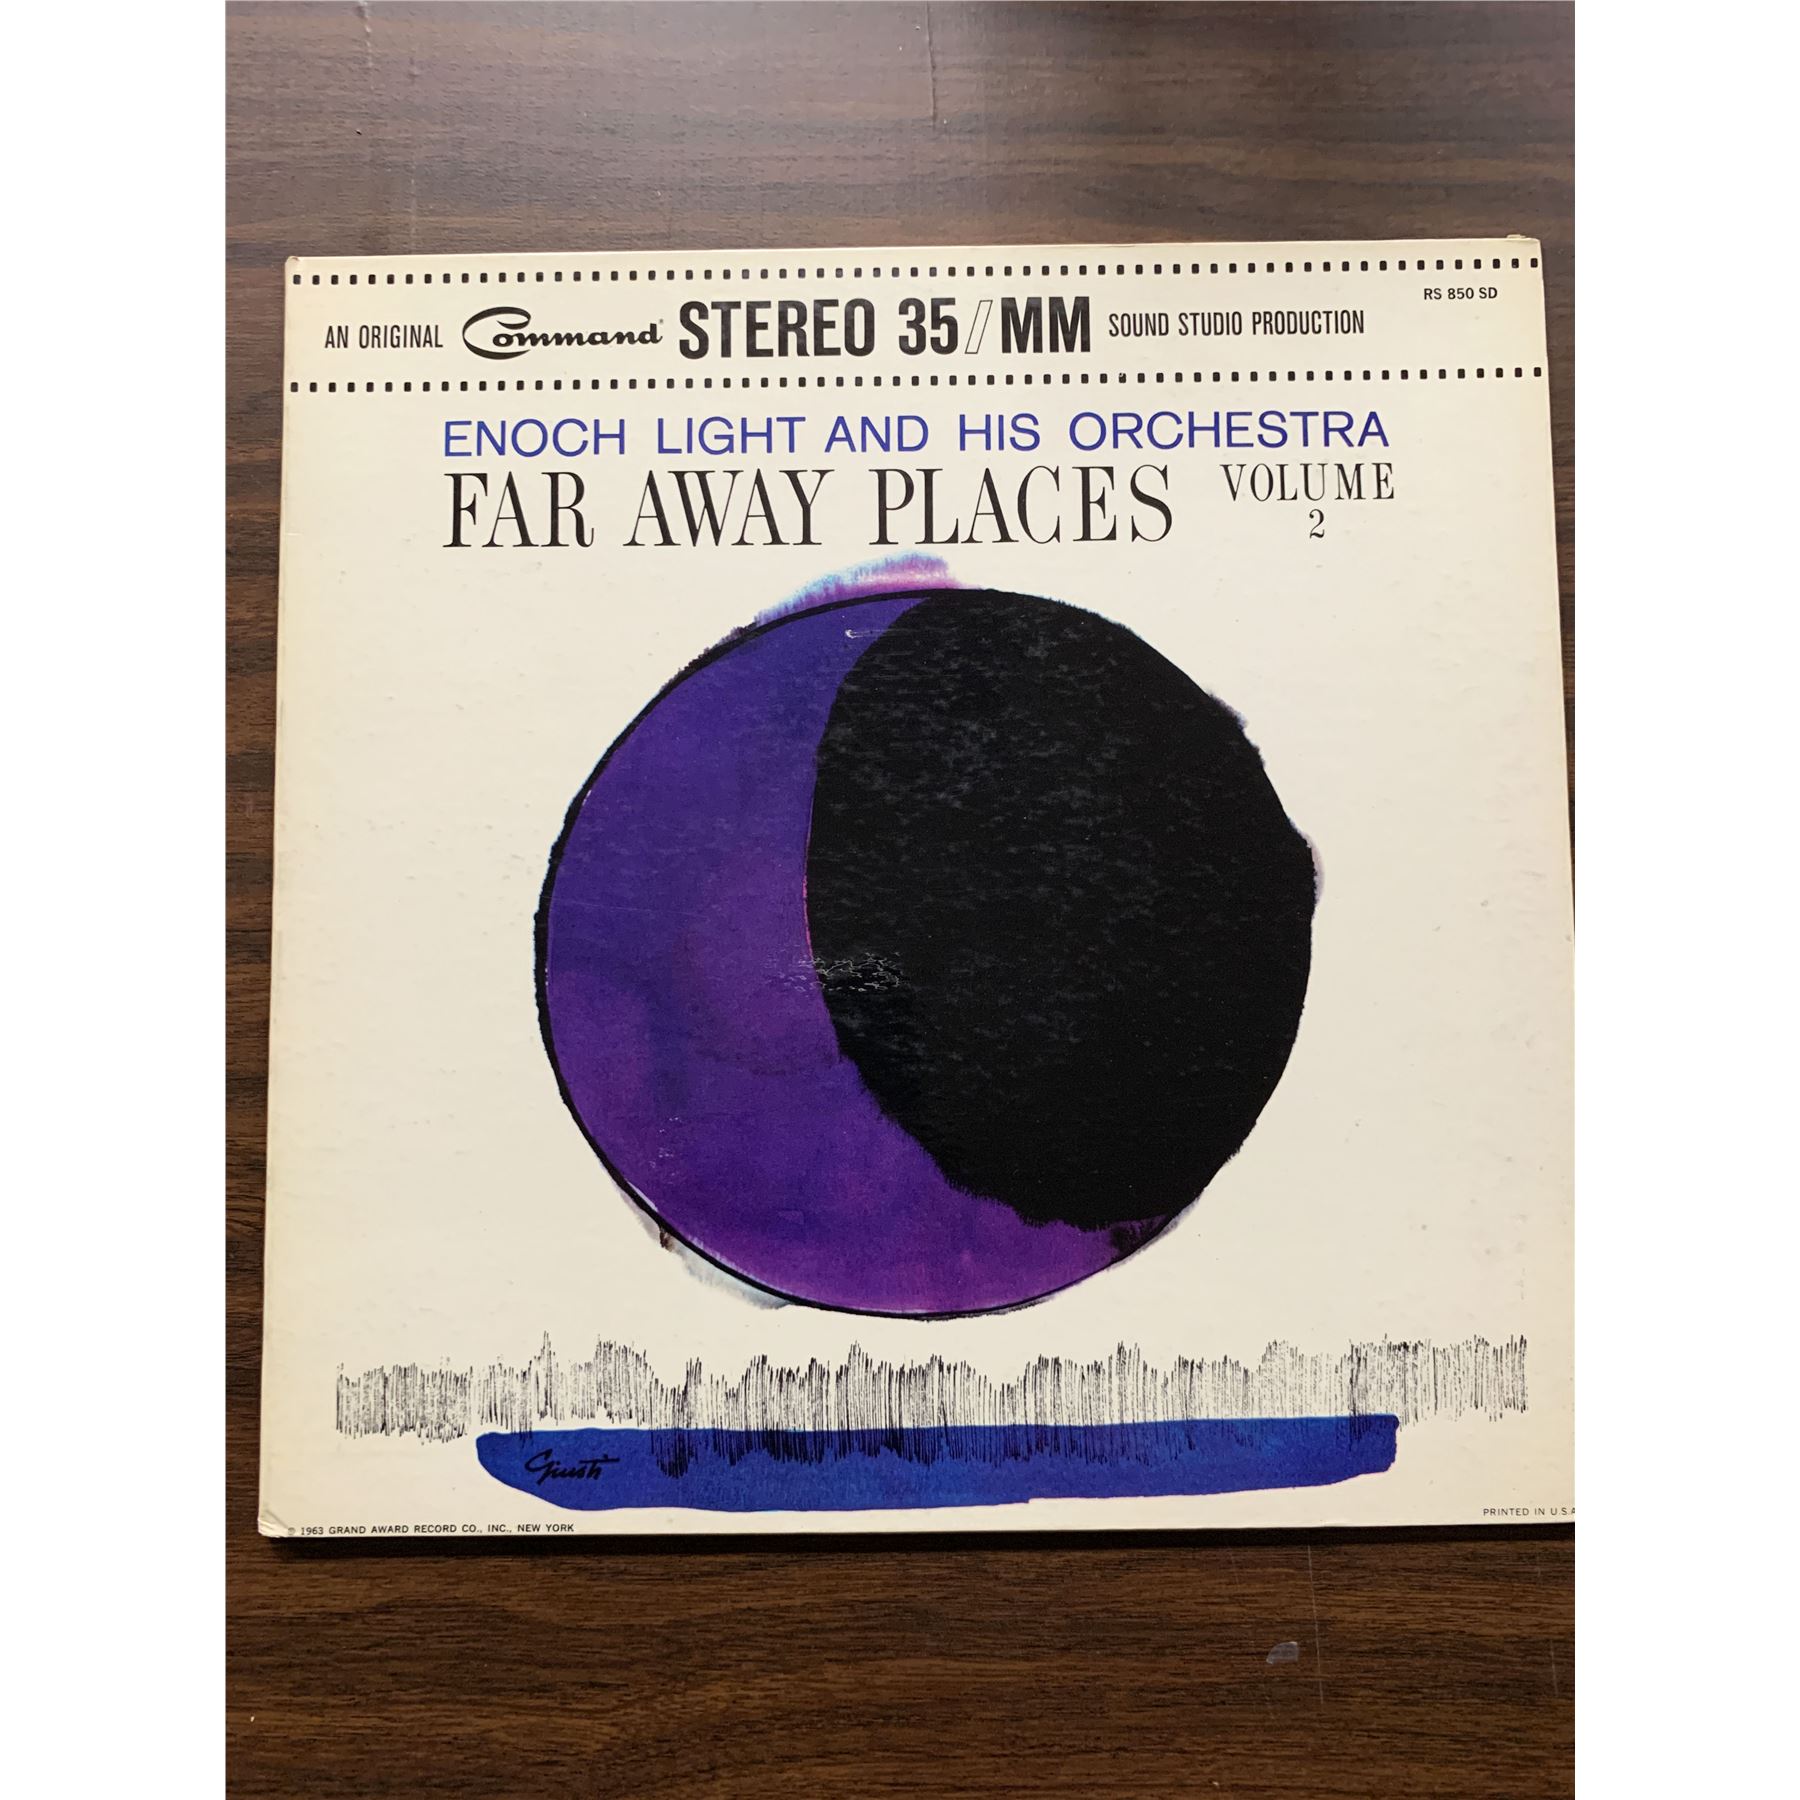 RS 850 SD
AN ORIGINAL Command® STEREO 35/MM SOUND STUDIO PRODUCTION
ENOCH LIGHT AND HIS ORCHESTRA
FAR AWAY PLACES VOLUME
2
Giusti
© 1963 GRAND AWARD RECORD CO., INC., NEW YORK
PRINTED IN U.S.A